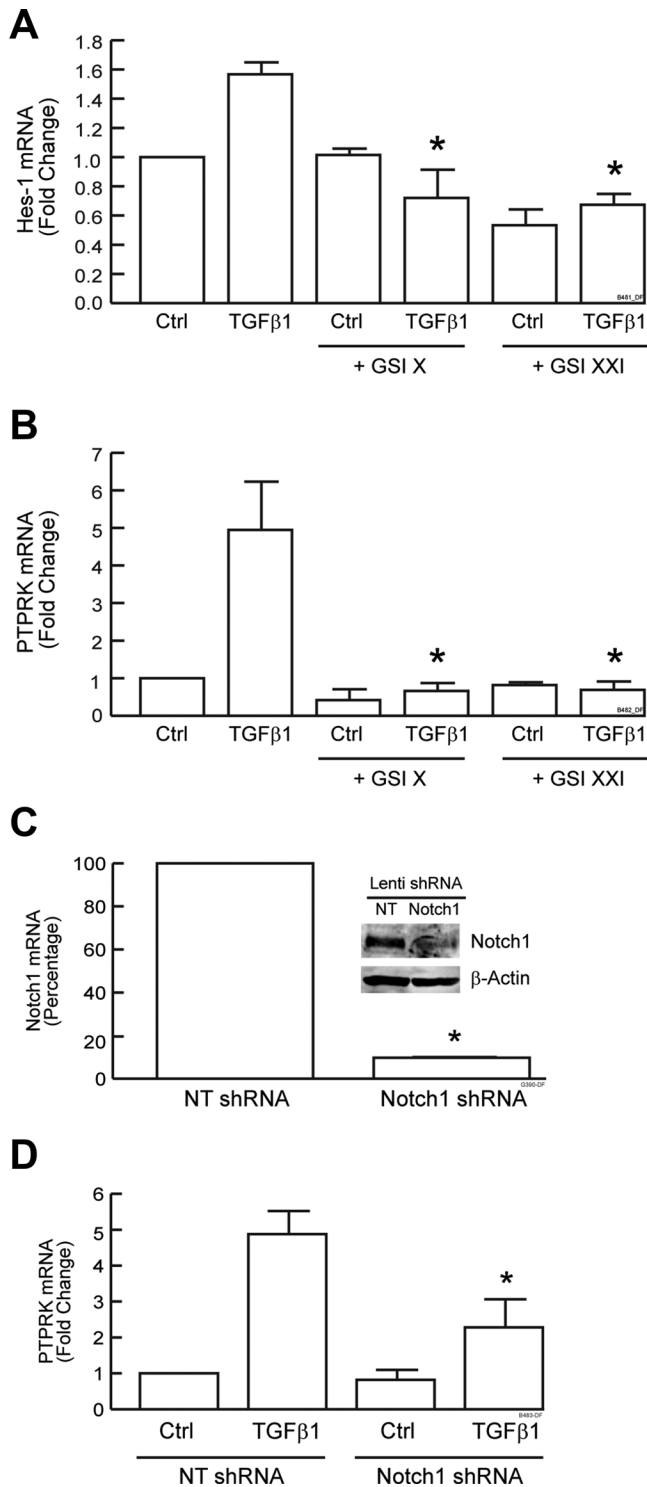 A
Hes-1 mRNA
(Fold Change)
1.8
1.6
1.4
1.2
1.0
0.8
0.6
0.4
0.2
0.0
*
*
B481_DF
Ctrl TGFβ1 Ctrl TGFβ1 Ctrl TGFβ1
+ GSI X + GSI XXI
B
PTPRK mRNA
(Fold Change)
7
6
5
4
3
2
1
0
*
*
B482_DF
Ctrl TGFβ1 Ctrl TGFβ1 Ctrl TGFβ1
+ GSI X + GSI XXI
C
Notch1 mRNA
(Percentage)
100
80
60
40
20
0
Lenti shRNA
NT Notch1
Notch1
β-Actin
*
G390-DF
NT shRNA Notch1 shRNA
D
PTPRK mRNA
(Fold Change)
6
5
4
3
2
1
0
*
B483-DF
Ctrl TGFβ1 Ctrl TGFβ1
NT shRNA Notch1 shRNA